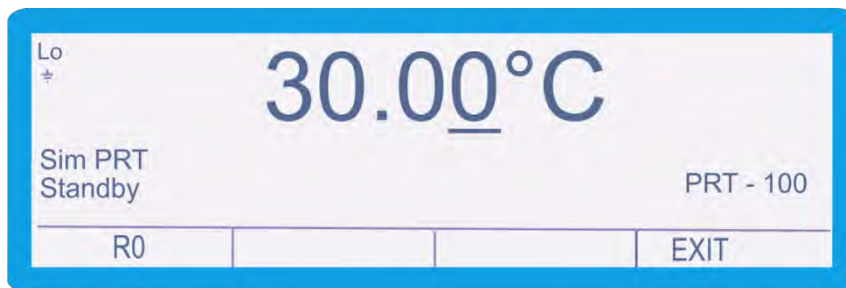 Lo
30.00°C
Sim PRT
Standby
PRT - 100
R0
EXIT